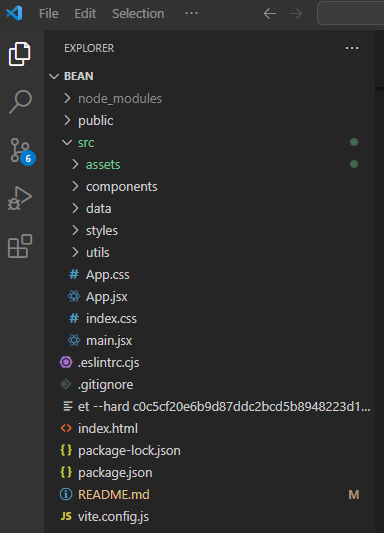 File Edit Selection ···
EXPLORER ···
BEAN
node_modules
public
src
assets
6
components
data
styles
utils
# App.css
App.jsx
# index.css
main.jsx
.eslintrc.cjs
.gitignore
et --hard c0c5cf20e6b9d87ddc2bcd5b8948223d1...
<> index.html
{} package-lock.json
{} package.json
README.md M
JS vite.config.js